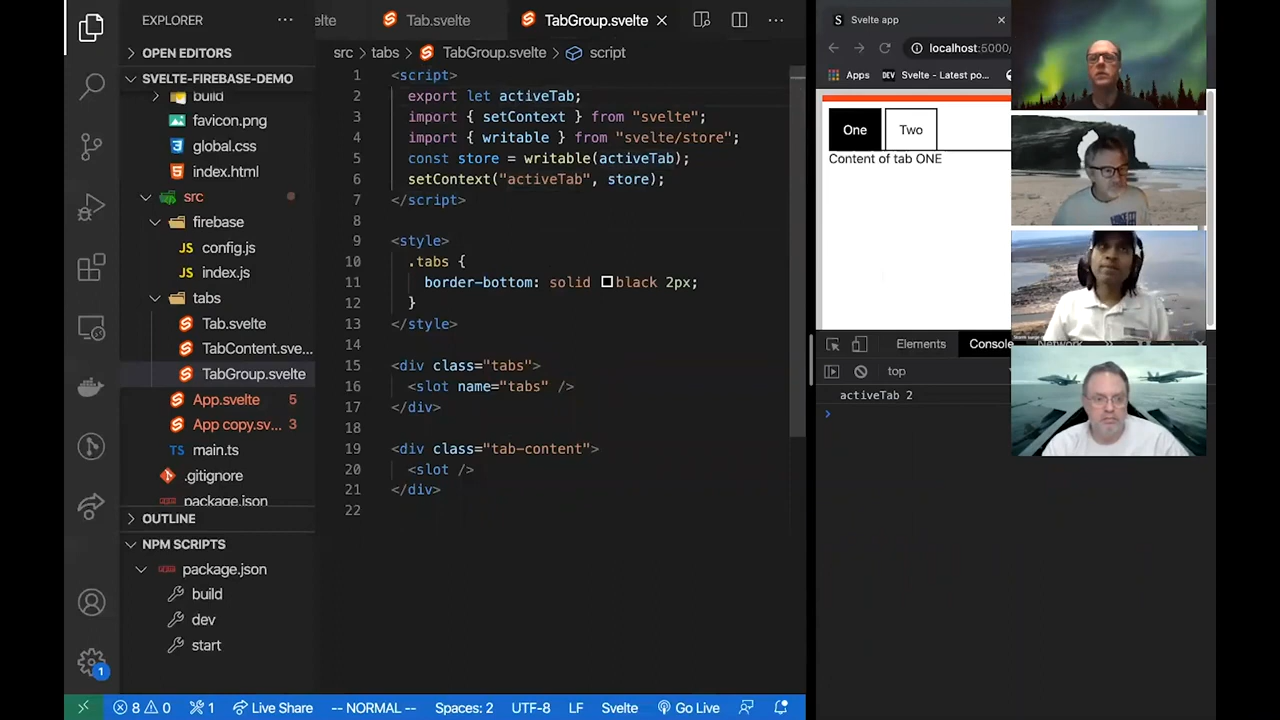 EXPLORER
OPEN EDITORS
SVELTE-FIREBASE-DEMO
build
favicon.png
global.css
index.html
src
firebase
JS config.js
JS index.js
tabs
Tab.svelte
TabContent.sve...
TabGroup.svelte
App.svelte 5
App copy.sv... 3
TS main.ts
.gitignore
package.json
OUTLINE
NPM SCRIPTS
package.json
build
dev
start
1
elte
Tab.svelte
TabGroup.svelte
src > tabs > TabGroup.svelte > script
1 <script>
2 export let activeTab;
3 import { setContext } from "svelte";
4 import { writable } from "svelte/store";
5 const store = writable(activeTab);
6 setContext("activeTab", store);
7 </script>
8
9 <style>
10 .tabs {
11 border-bottom: solid black 2px;
12 }
13 </style>
14
15 <div class="tabs">
16 <slot name="tabs" />
17 </div>
18
19 <div class="tab-content">
20 <slot />
21 </div>
22
8 0 1 Live Share -- NORMAL -- Spaces: 2 UTF-8 LF Svelte Go Live
Svelte app
localhost:5000/
Apps DEV Svelte - Latest po...
One Two
Content of tab ONE
Elements Console
top
activeTab 2